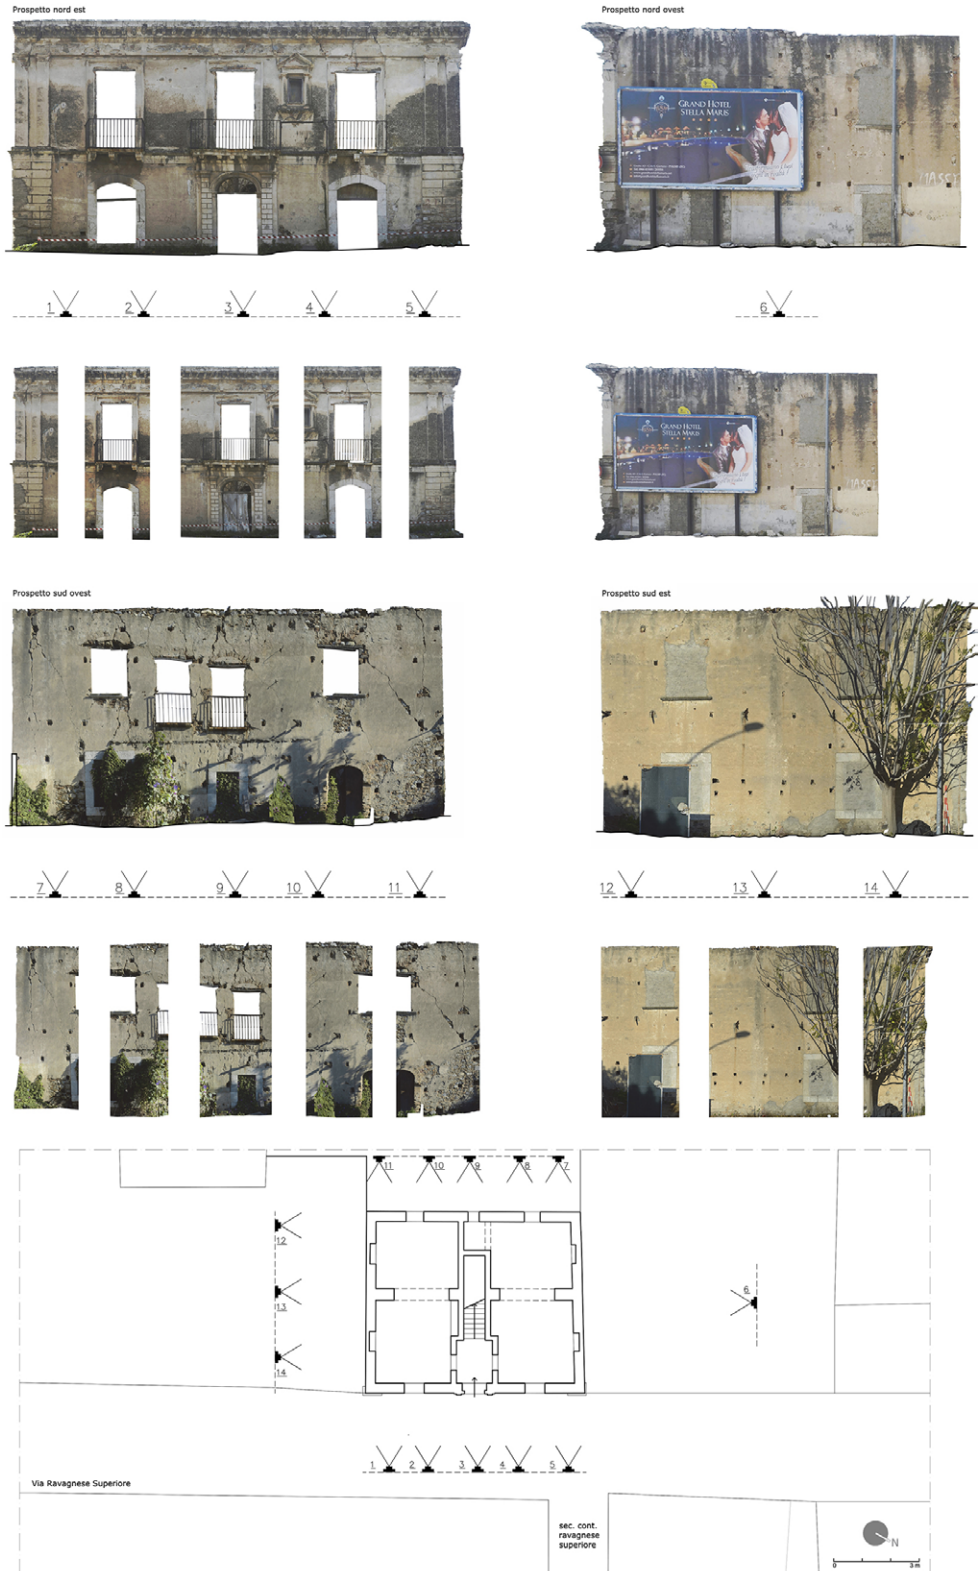 Prospetto nord est
Prospetto nord ovest
GRAND HOTEL
STELLA MARIS
MASSI
1 2 3 4 5
6
GRAND HOTEL
STELLA MARIS
MASSI
Prospetto sud ovest
Prospetto sud est
7 8 9 10 11
12 13 14
11 10 9 8 7
12
6
13
14
1 2 3 4 5
Via Ravagnese Superiore
sec. cont.
ravagnese
superiore
N
0 3 m